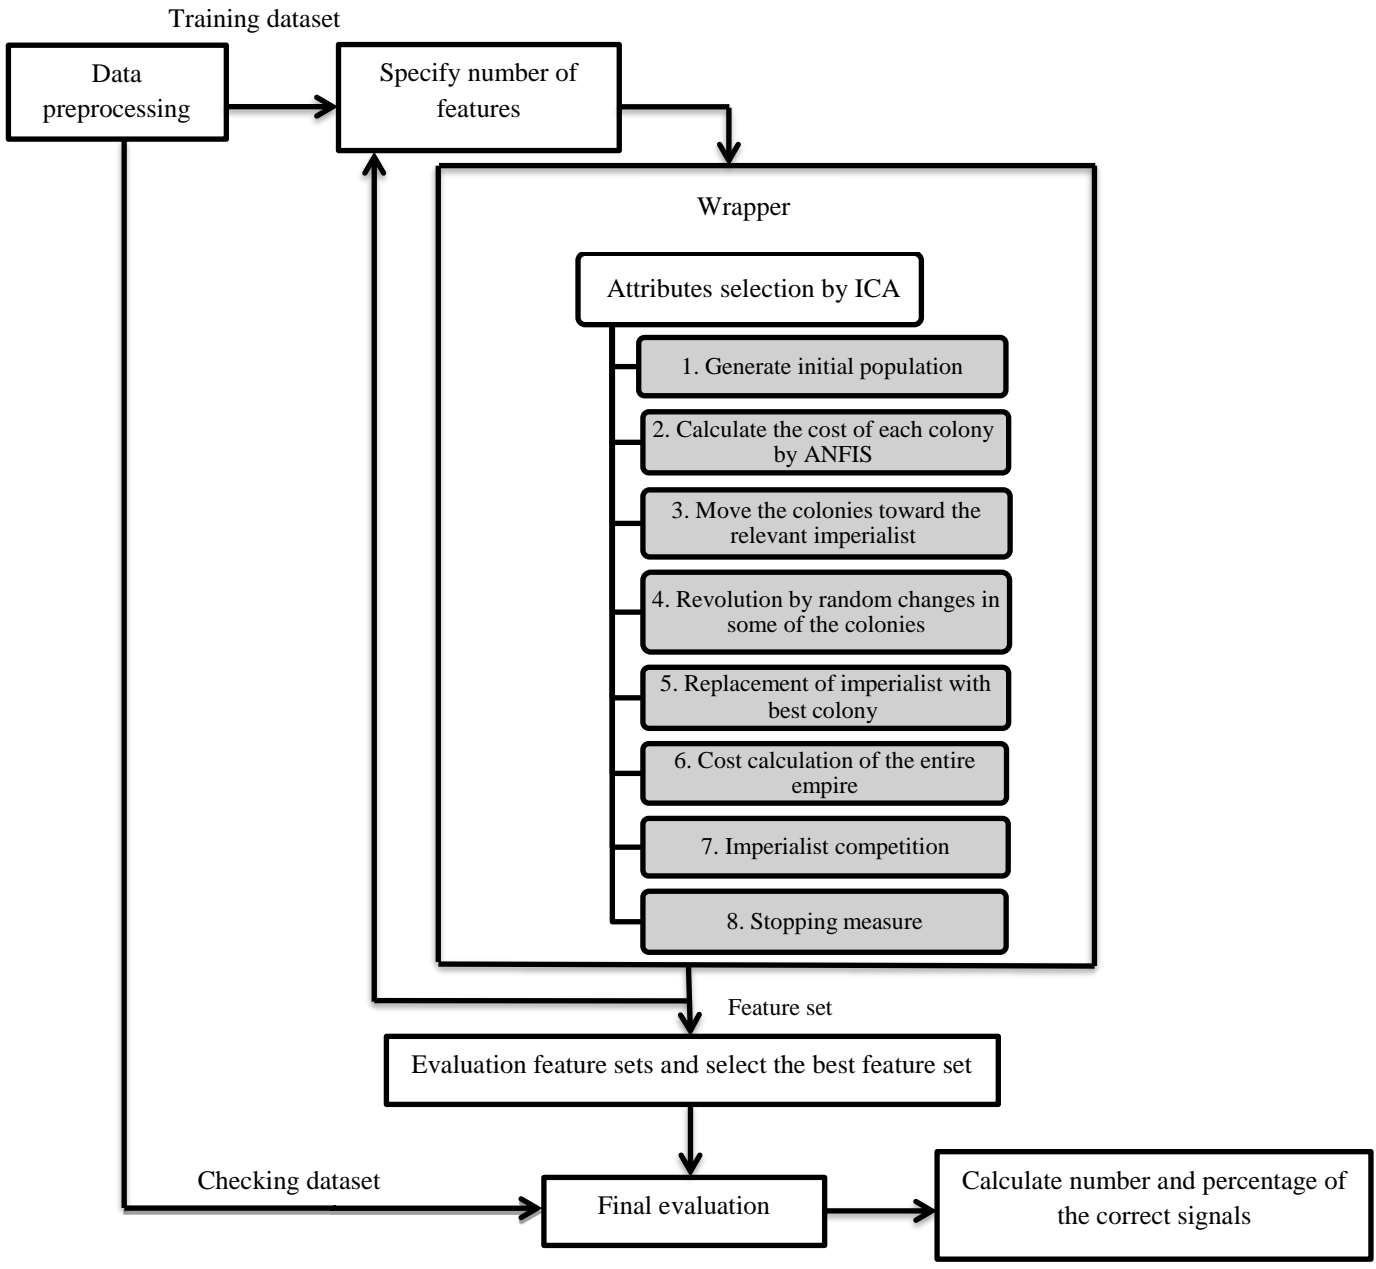 Training dataset
Data
preprocessing
Specify number of
features
Wrapper
Attributes selection by ICA
1. Generate initial population
2. Calculate the cost of each colony
by ANFIS
3. Move the colonies toward the
relevant imperialist
4. Revolution by random changes in
some of the colonies
5. Replacement of imperialist with
best colony
6. Cost calculation of the entire
empire
7. Imperialist competition
8. Stopping measure
Feature set
Evaluation feature sets and select the best feature set
Checking dataset
Final evaluation
Calculate number and percentage of
the correct signals